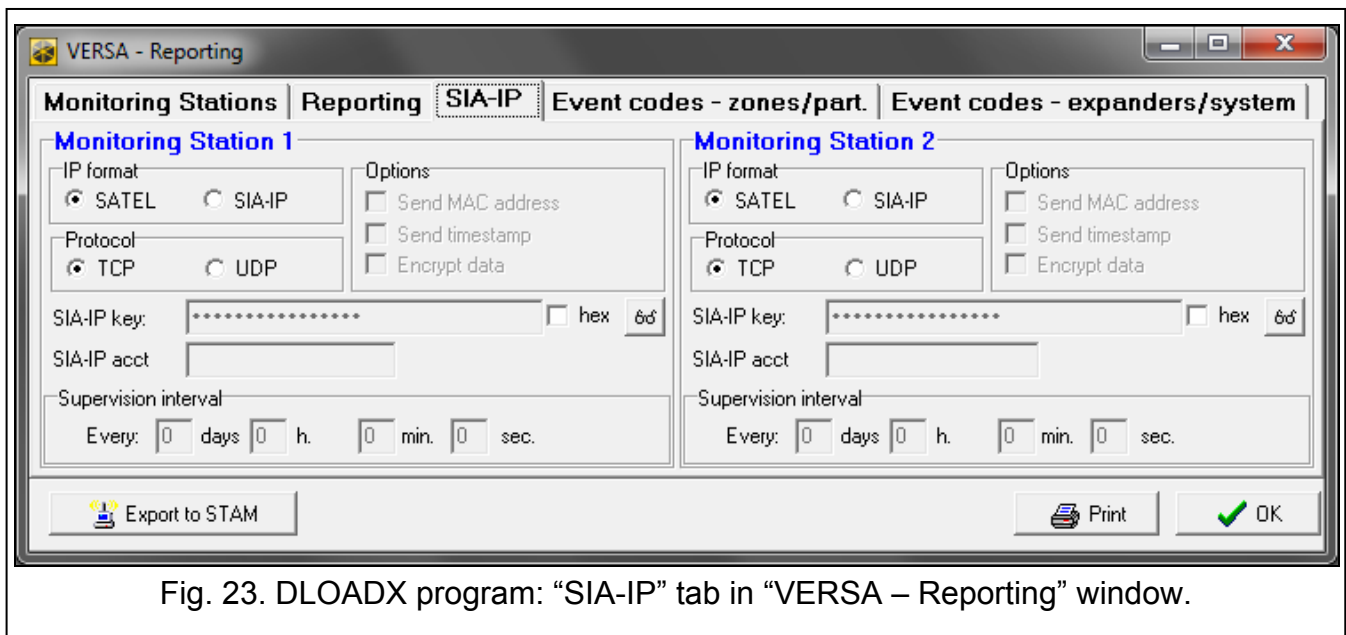 VERSA - Reporting
Monitoring Stations Reporting SIA-IP Event codes - zones/part. Event codes - expanders/system
Monitoring Station 1
IP format
SATEL SIA-IP
Options
Send MAC address
Send timestamp
Encrypt data
Protocol
TCP UDP
SIA-IP key: **************** hex
SIA-IP acct
Supervision interval
Every: 0 days 0 h. 0 min. 0 sec.
Monitoring Station 2
IP format
SATEL SIA-IP
Options
Send MAC address
Send timestamp
Encrypt data
Protocol
TCP UDP
SIA-IP key: **************** hex
SIA-IP acct
Supervision interval
Every: 0 days 0 h. 0 min. 0 sec.
Export to STAM Print OK
Fig. 23. DLOADX program: “SIA-IP” tab in “VERSA – Reporting” window.